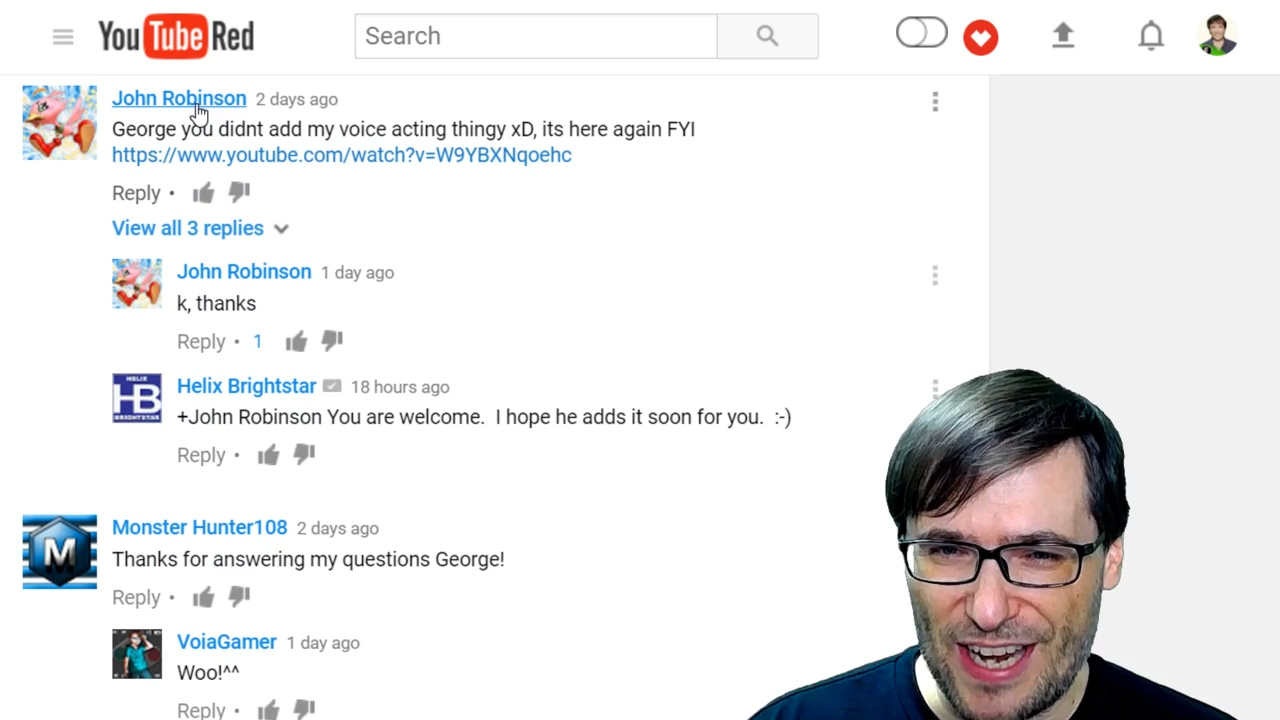 YouTube Red
Search
John Robinson 2 days ago
George you didnt add my voice acting thingy xD, its here again FYI
https://www.youtube.com/watch?v=W9YBXNqoehc
Reply •
View all 3 replies
John Robinson 1 day ago
k, thanks
Reply • 1
HELIX
HB
BRIGHTSTAR
Helix Brightstar 18 hours ago
+John Robinson You are welcome.  I hope he adds it soon for you.  :-)
Reply •
M
Monster Hunter108 2 days ago
Thanks for answering my questions George!
Reply •
VoiaGamer 1 day ago
Woo!^^
Reply •